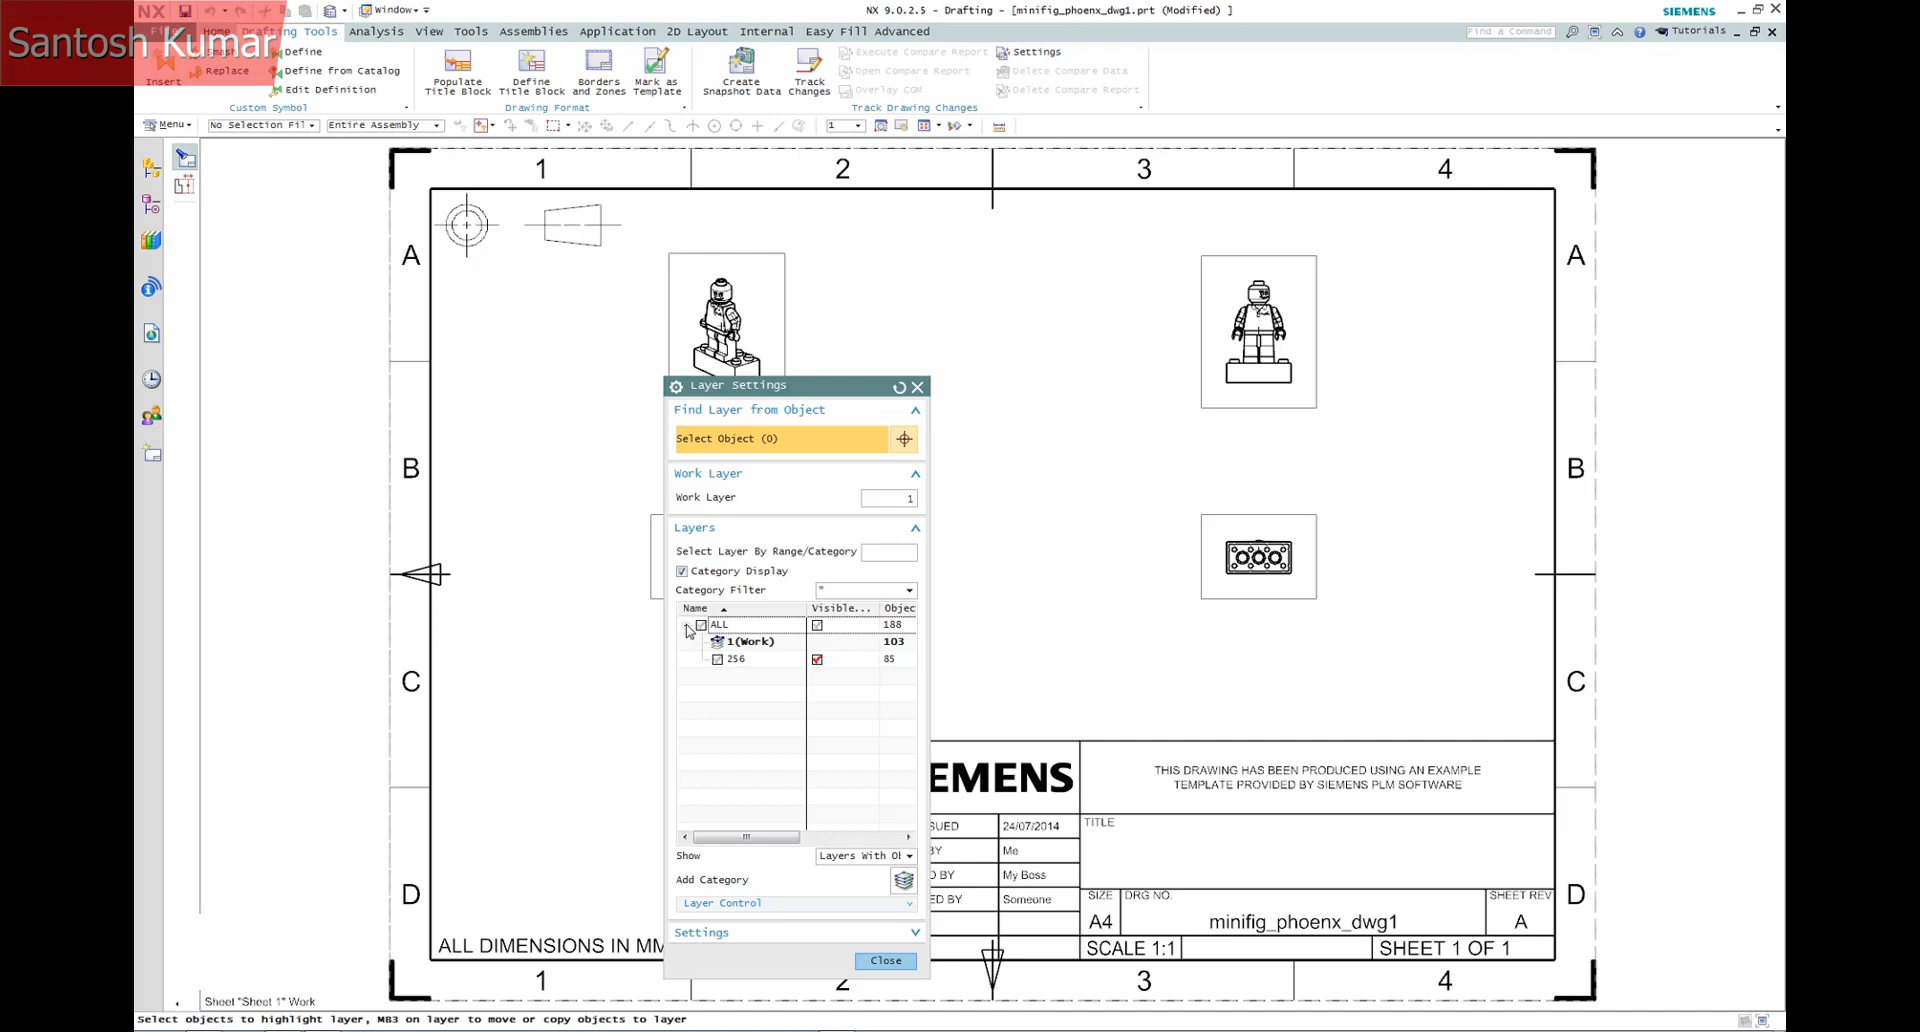 Santosh Kumar
NX Window NX 9.0.2.5 - Drafting - [minifig_phoenx_dwg1.prt (Modified) ] SIEMENS
Home Drafting Tools Analysis View Tools Assemblies Application 2D Layout Internal Easy Fill Advanced Find a Command Tutorials
Insert Smash Replace Define
Define from Catalog
Edit Definition
Custom Symbol
Populate Title Block
Define Title Block
Borders and Zones
Mark as Template
Drawing Format
Create Snapshot Data
Track Changes
Execute Compare Report
Open Compare Report
Overlay CGM
Settings
Delete Compare Data
Delete Compare Report
Track Drawing Changes
Menu No Selection Fil Entire Assembly 1
1 2 3 4
A A
B B
C C
D D
Layer Settings
Find Layer from Object
Select Object (0)
Work Layer
Work Layer 1
Layers
Select Layer By Range/Category
Category Display
Category Filter *
Name Visible... Objec
ALL 188
1(Work) 103
256 85
Show Layers With Ol
Add Category
Layer Control
Settings
Close
EMENS
THIS DRAWING HAS BEEN PRODUCED USING AN EXAMPLE
TEMPLATE PROVIDED BY SIEMENS PLM SOFTWARE
SUED 24/07/2014
BY Me
D BY My Boss
ED BY Someone
TITLE
SIZE DRG NO. SHEET REV
A4 minifig_phoenx_dwg1 A
SCALE 1:1 SHEET 1 OF 1
ALL DIMENSIONS IN MM
1 2 3 4
Sheet "Sheet 1" Work
Select objects to highlight layer, MB3 on layer to move or copy objects to layer